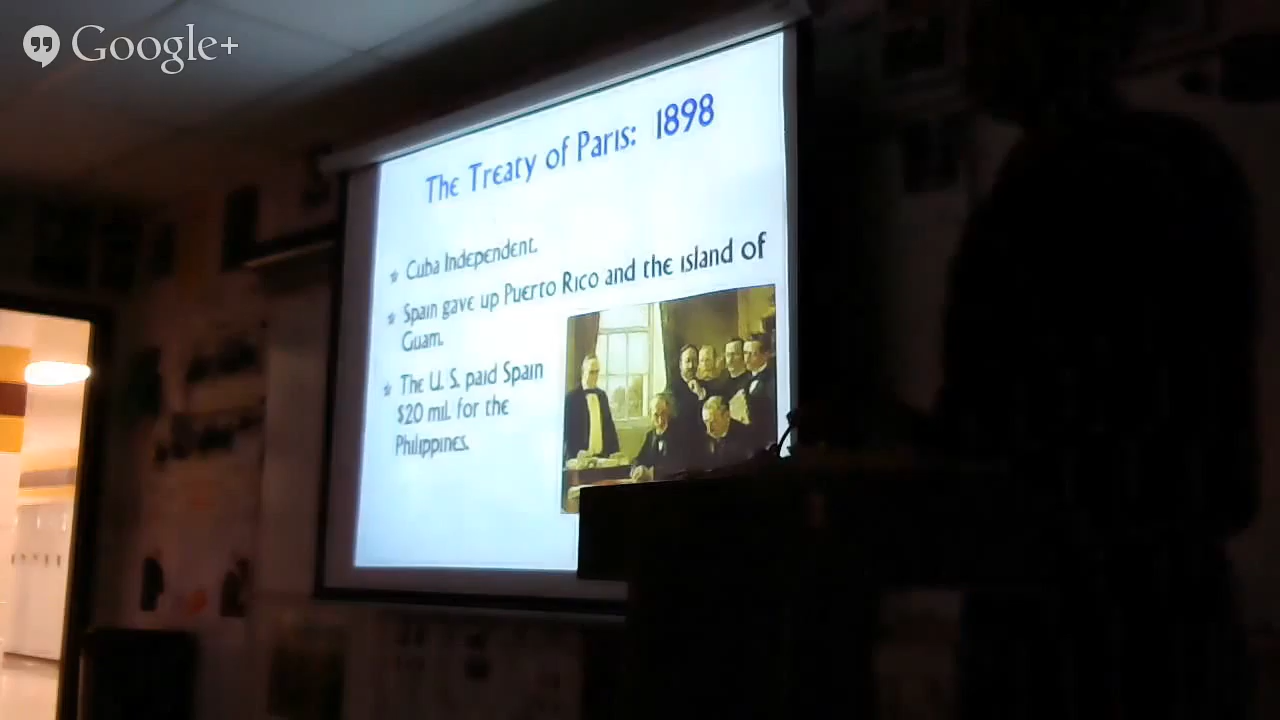 Google+
The Treaty of Paris: 1898
Cuba Independent.
Spain gave up Puerto Rico and the island of
Guam.
The U. S. paid Spain
$20 mil. for the
Philippines.